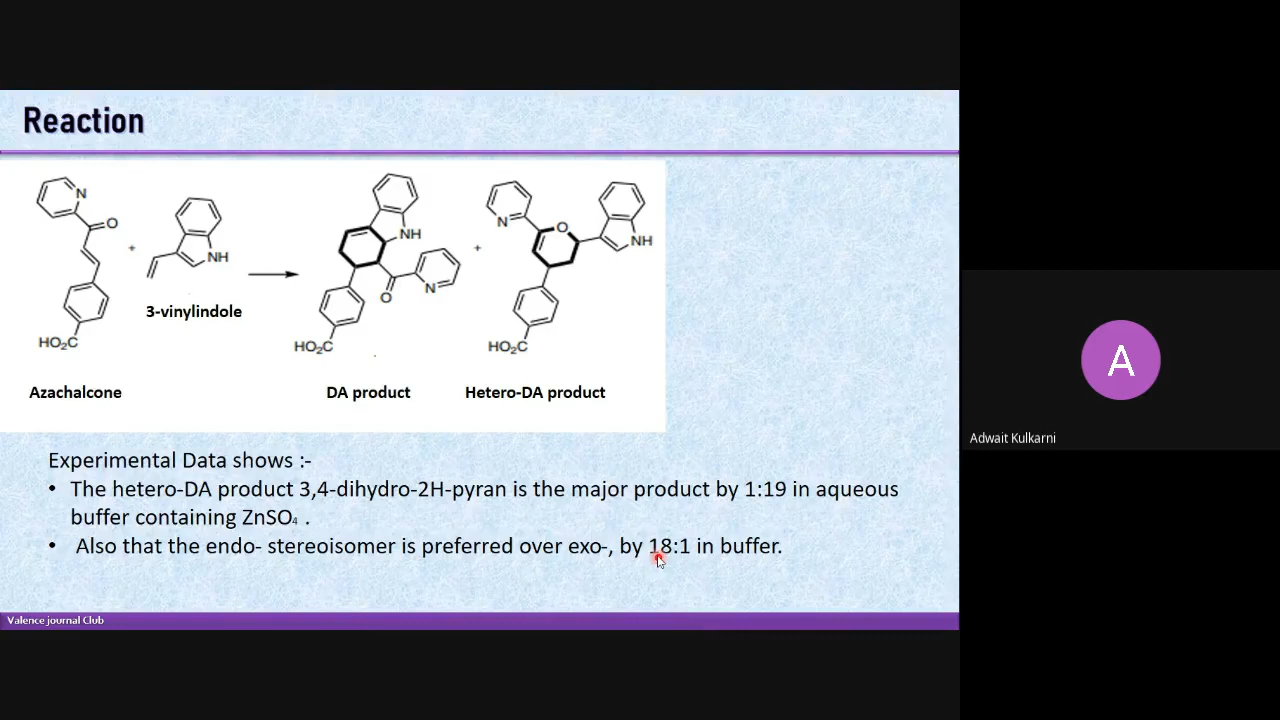 Reaction
N
O
+
NH
HO₂C
3-vinylindole
NH
O
N
HO₂C
+
N
O
NH
HO₂C
Azachalcone
DA product
Hetero-DA product
Experimental Data shows :-
• The hetero-DA product 3,4-dihydro-2H-pyran is the major product by 1:19 in aqueous
buffer containing ZnSO₄ .
• Also that the endo- stereoisomer is preferred over exo-, by 18:1 in buffer.
Valence journal Club
A
Adwait Kulkarni